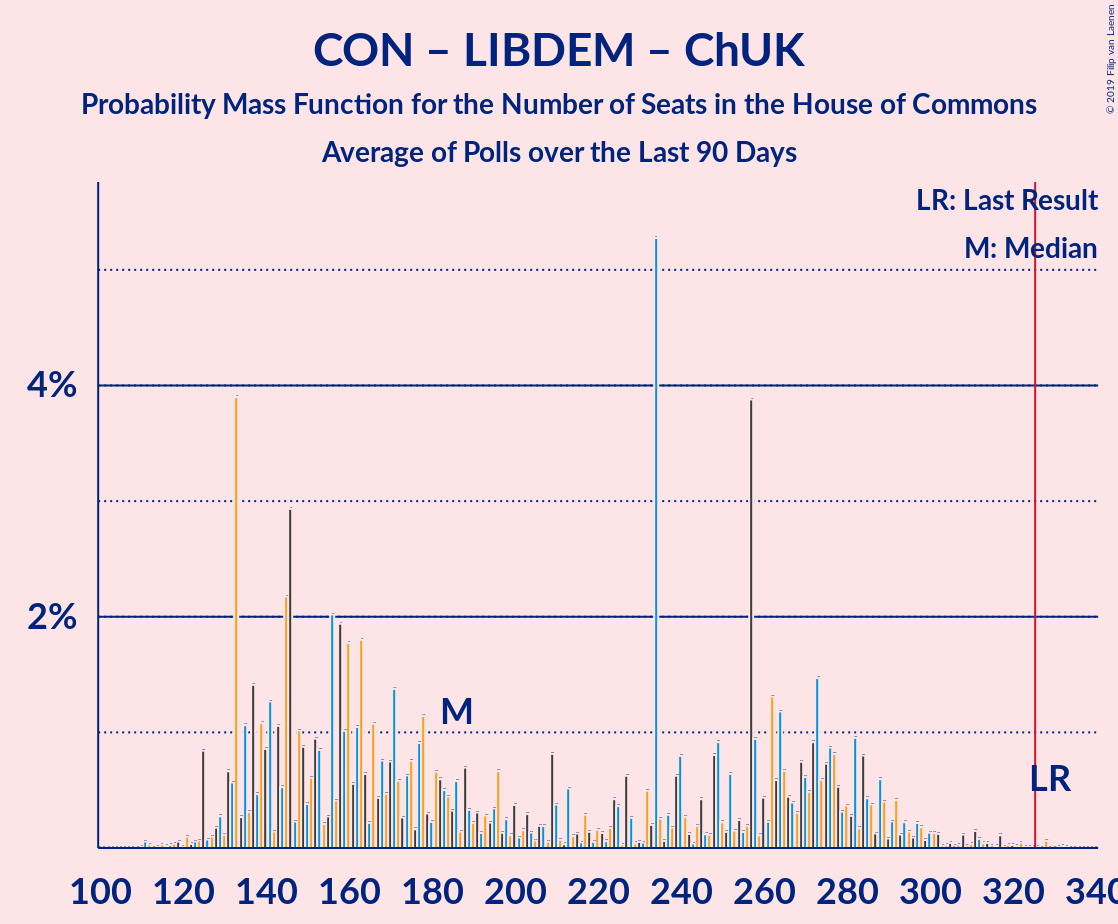 CON – LIBDEM – ChUK
Probability Mass Function for the Number of Seats in the House of Commons
Average of Polls over the Last 90 Days
© 2019 Filip van Laenen
LR: Last Result
M: Median
4%
2%
M
LR
100 120 140 160 180 200 220 240 260 280 300 320 340